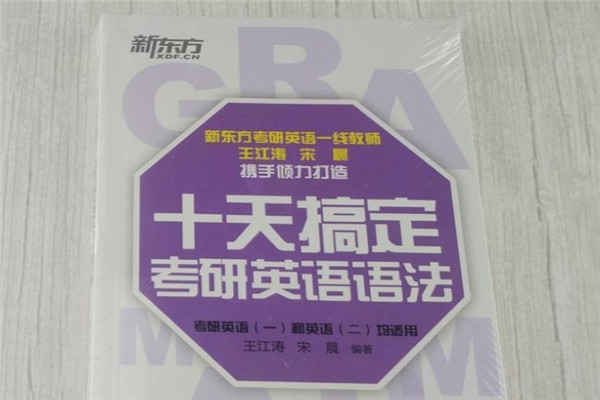 新东方
XDF.CN
GRA
新东方考研英语一线教师
王江涛 宋 晨
携手倾力打造
十天搞定
考研英语语法
考研英语（一）和英语（二）均适用
王江涛 宋 晨 编著
MM